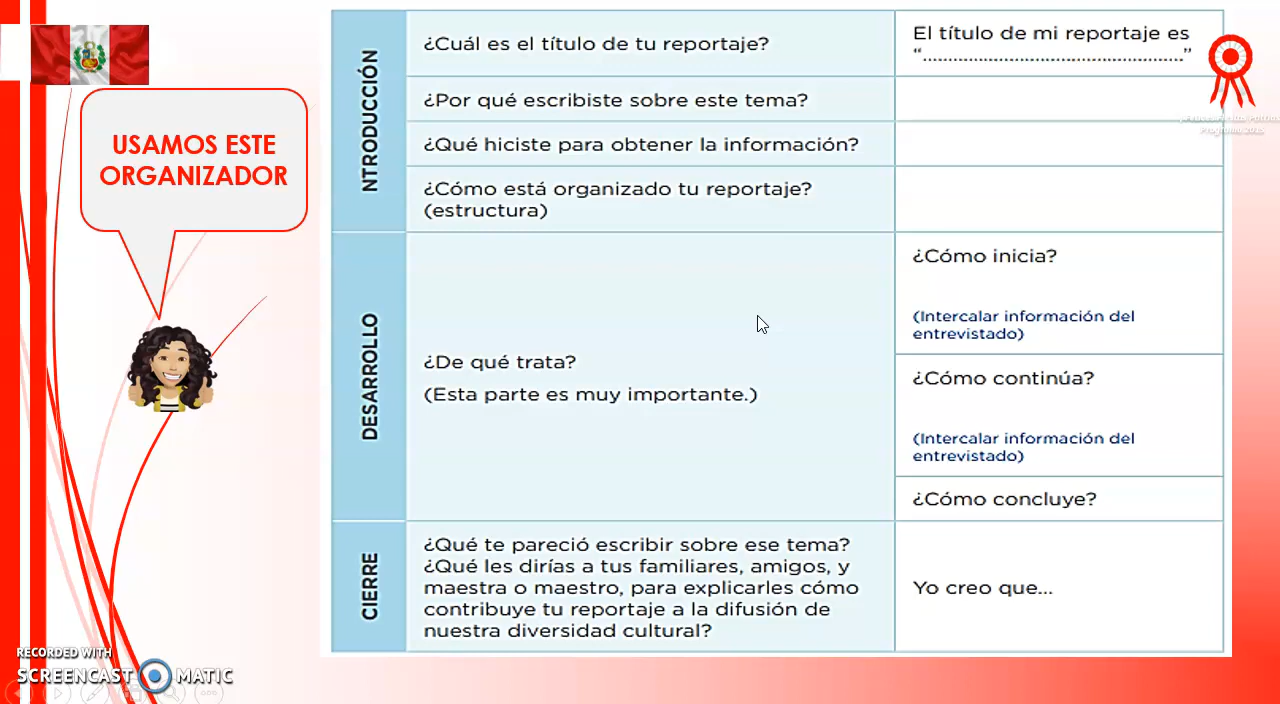 USAMOS ESTE
ORGANIZADOR
NTRODUCCIÓN
¿Cuál es el título de tu reportaje?
El título de mi reportaje es
“....................................................”
¿Por qué escribiste sobre este tema?
¿Qué hiciste para obtener la información?
¿Cómo está organizado tu reportaje?
(estructura)
DESARROLLO
¿De qué trata?
(Esta parte es muy importante.)
¿Cómo inicia?
(Intercalar información del
entrevistado)
¿Cómo continúa?
(Intercalar información del
entrevistado)
¿Cómo concluye?
CIERRE
¿Qué te pareció escribir sobre ese tema?
¿Qué les dirías a tus familiares, amigos, y
maestra o maestro, para explicarles cómo
contribuye tu reportaje a la difusión de
nuestra diversidad cultural?
Yo creo que...
RECORDED WITH
SCREENCAST MATIC